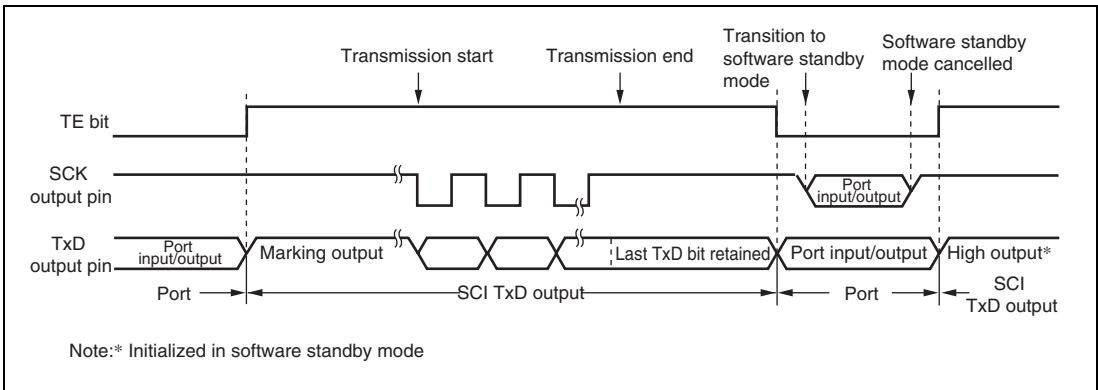 Transmission start
Transmission end
Transition to
software standby
mode
Software standby
mode cancelled
TE bit
SCK
output pin
Port
input/output
TxD
output pin
Port
input/output
Marking output
Last TxD bit retained
Port input/output
High output*
Port
SCI TxD output
Port
SCI
TxD output
Note:* Initialized in software standby mode